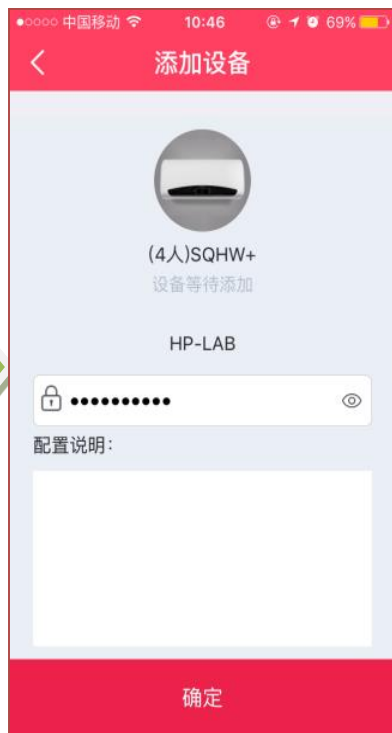 中国移动 10:46 69%
添加设备
(4人)SQHW+
设备等待添加
HP-LAB
••••••••••
配置说明：
确定